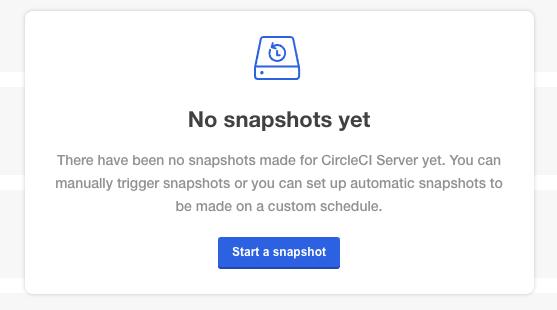 No snapshots yet
There have been no snapshots made for CircleCI Server yet. You can
manually trigger snapshots or you can set up automatic snapshots to
be made on a custom schedule.
Start a snapshot